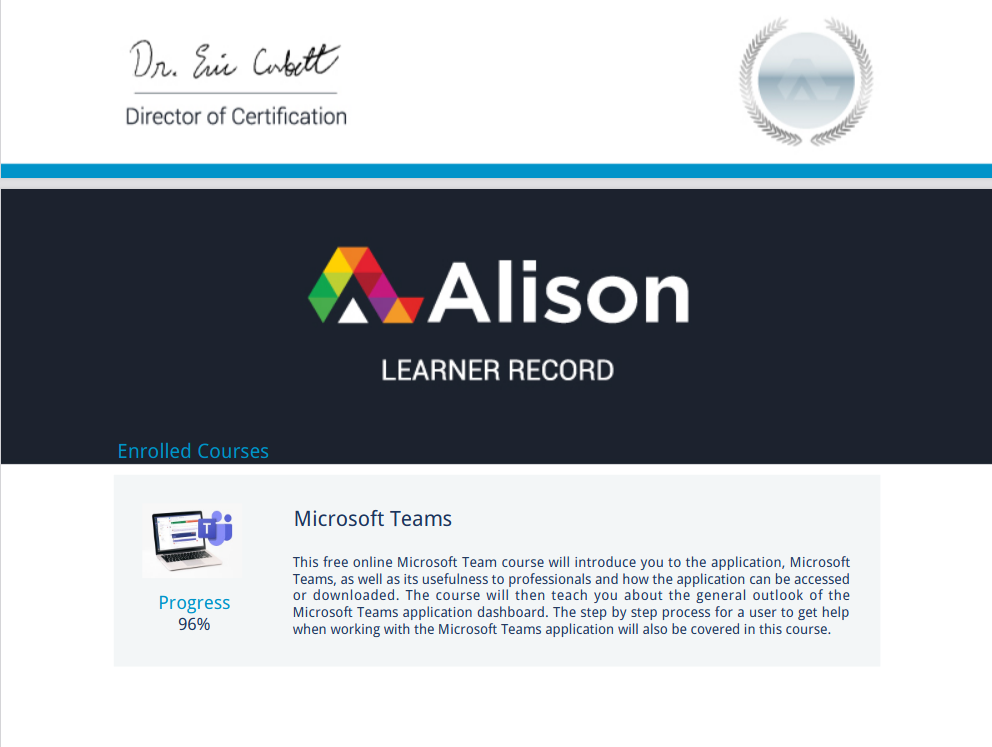 Dr. Eric Corbett
Director of Certification
Alison
LEARNER RECORD
Enrolled Courses
Microsoft Teams
This free online Microsoft Team course will introduce you to the application, Microsoft
Teams, as well as its usefulness to professionals and how the application can be accessed
or downloaded. The course will then teach you about the general outlook of the
Microsoft Teams application dashboard. The step by step process for a user to get help
when working with the Microsoft Teams application will also be covered in this course.
T
Progress
96%